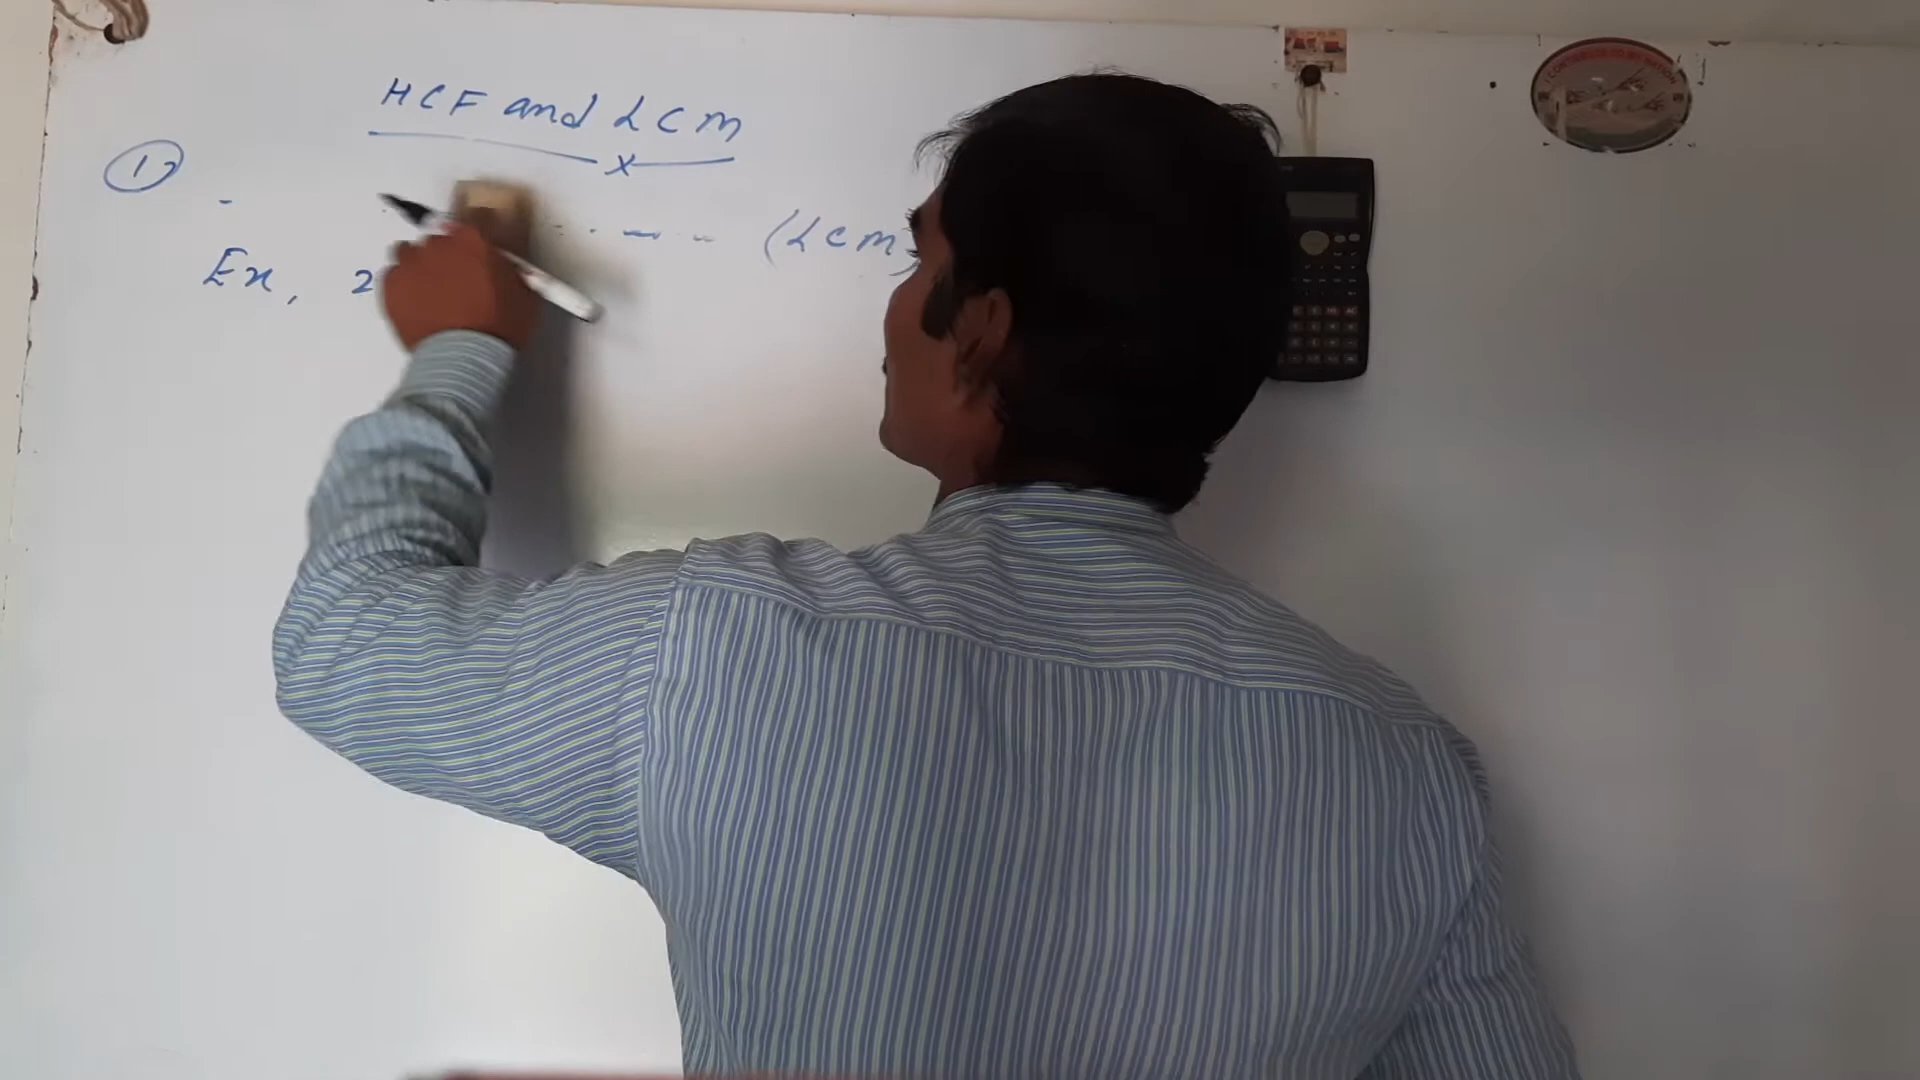 HCF and LCM
x
1
(LCM)
Ex, 2